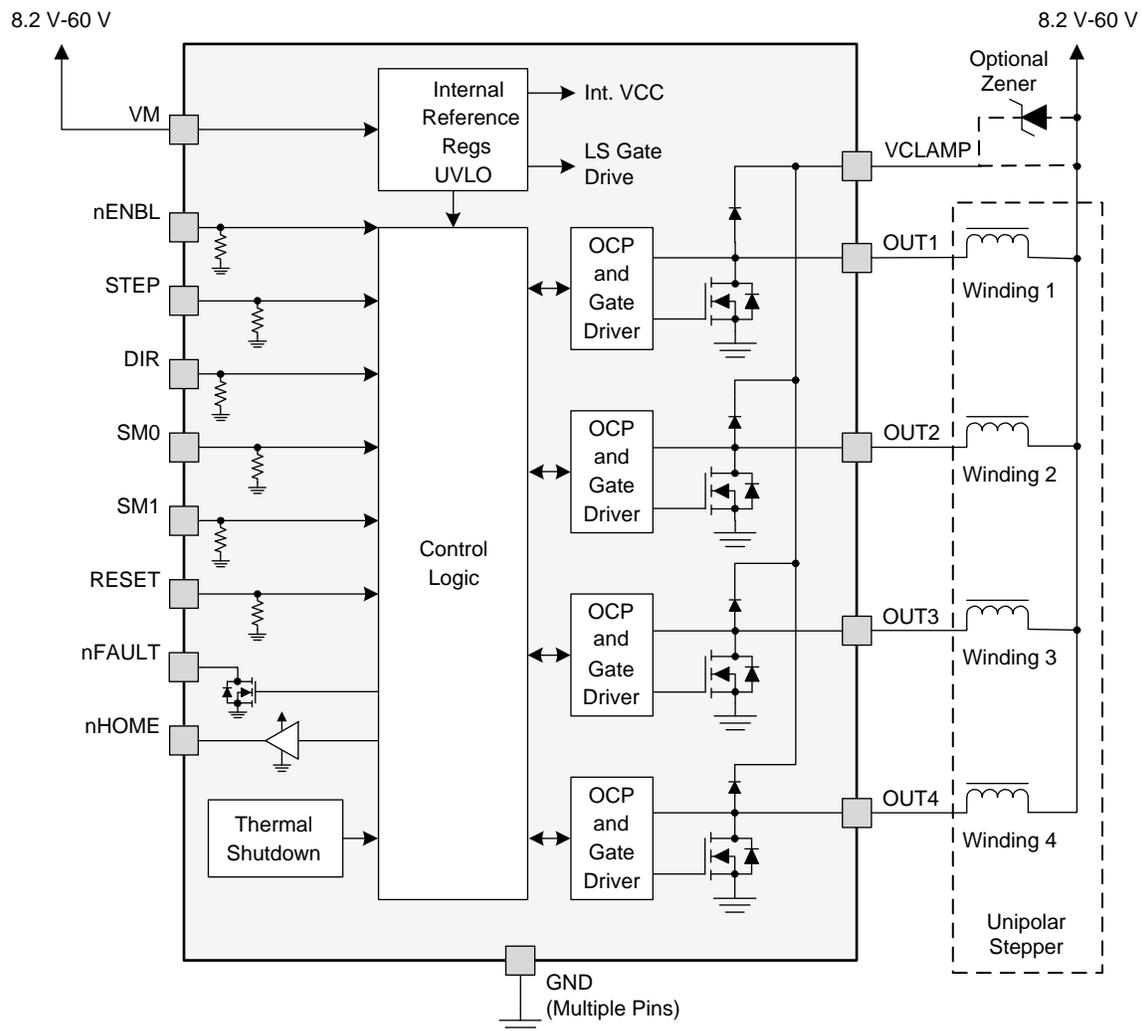 8.2 V-60 V
8.2 V-60 V
Optional
Zener
Internal
Reference
Regs
UVLO
Int. VCC
LS Gate
Drive
VM
VCLAMP
nENBL
OCP
and
Gate
Driver
OUT1
Winding 1
STEP
DIR
SM0
OCP
and
Gate
Driver
OUT2
Winding 2
SM1
Control
Logic
RESET
OCP
and
Gate
Driver
OUT3
Winding 3
nFAULT
nHOME
Thermal
Shutdown
OCP
and
Gate
Driver
OUT4
Winding 4
Unipolar
Stepper
GND
(Multiple Pins)